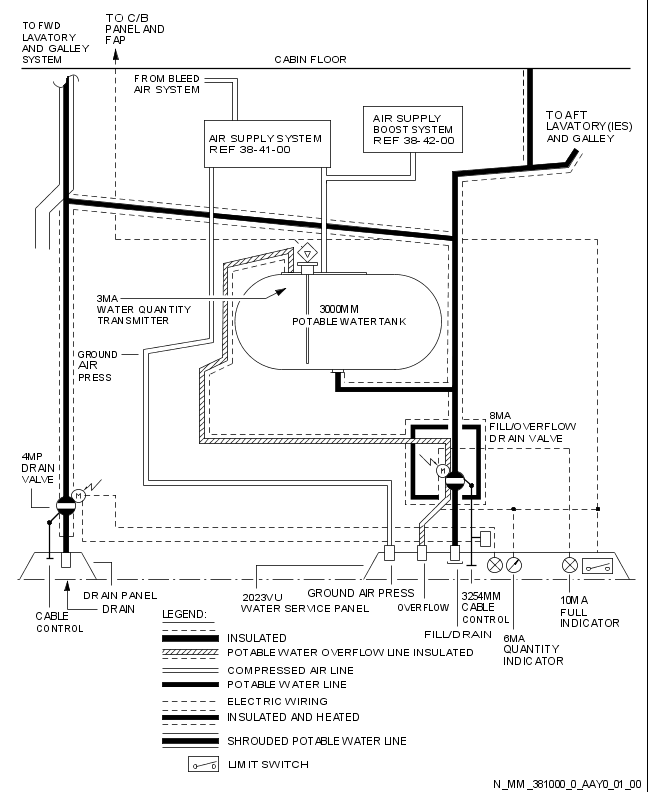 TO FWD
LAVATORY
AND GALLEY
SYSTEM
TO C/B
PANEL AND
FAP
CABIN FLOOR
FROM BLEED
AIR SYSTEM
AIR SUPPLY SYSTEM
REF 38-41-00
AIR SUPPLY
BOOST SYSTEM
REF 38-42-00
TO AFT
LAVATORY(IES)
AND GALLEY
3MA
WATER QUANTITY
TRANSMITTER
3000MM
POTABLE WATER TANK
GROUND
AIR
PRESS
8MA
FILL/OVERFLOW
DRAIN VALVE
4MP
DRAIN
VALVE
M
M
CABLE
CONTROL
DRAIN PANEL
DRAIN
2023VU
WATER SERVICE PANEL
GROUND AIR PRESS
OVERFLOW
FILL/DRAIN
3254MM
CABLE
CONTROL
6MA
QUANTITY
INDICATOR
10MA
FULL
INDICATOR
LEGEND:
INSULATED
POTABLE WATER OVERFLOW LINE INSULATED
COMPRESSED AIR LINE
POTABLE WATER LINE
ELECTRIC WIRING
INSULATED AND HEATED
SHROUDED POTABLE WATER LINE
LIMIT SWITCH
N_MM_381000_0_AAY0_01_00